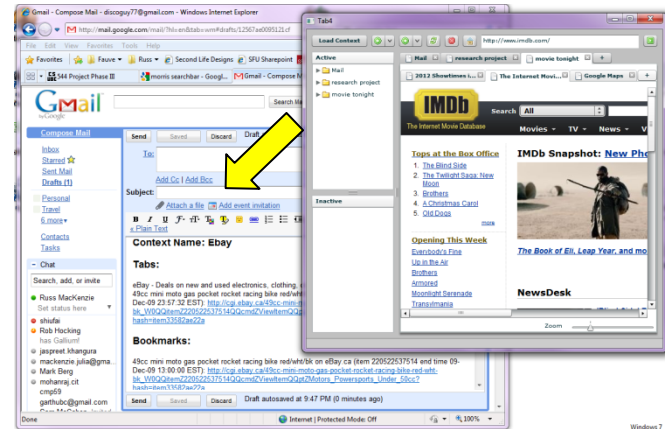 Gmail - Compose Mail - discoguy77@gmail.com - Windows Internet Explorer
http://mail.google.com/mail/?hl=en&tab=wm#drafts/12567ae0095121cf
File Edit View Favorites Tools Help
Favorites Fauve Russ Second Life Designs SFU Sharepoint
544 Project Phase II morris searchbar - Googl... Gmail - Compose M
Gmail
by Google
Search Ma
Compose Mail
Inbox
Starred
Sent Mail
Drafts (1)
Personal
Travel
6 more
Contacts
Tasks
Chat
Search, add, or invite
Russ MacKenzie
Set status here
shiufai
Rob Hocking
has Gallium!
jaspreet.khangura
mackenzie.julia@gma...
Mark Berg
mohanraj.cit
cmp59
garthubc@gmail.com
Send Saved Discard Draft
To:
Add Cc | Add Bcc
Subject:
Attach a file Add event invitation
« Plain Text
Context Name: Ebay
Tabs:
eBay - Deals on new and used electronics, clothing,
49cc mini moto gas pocket rocket racing bike red/wht
Dec-09 23:57:32 EST): http://cgi.ebay.ca/49cc-mini-m
bk_W0QQitemZ220522537514QQcmdZViewItemQQp
hash=item33582ae22a
Bookmarks:
49cc mini moto gas pocket rocket racing bike red/wht/bk on eBay.ca (item 220522537514 end time 09-
Dec-09 13:00:00 EST): http://cgi.ebay.ca/49cc-mini-moto-gas-pocket-rocket-racing-bike-red-wht-
bk_W0QQitemZ220522537514QQcmdZViewItemQQptZMotors_Powersports_Under_50cc?
hash=item33582ae22a
Send Saved Discard Draft autosaved at 9:47 PM (0 minutes ago)
Done Internet | Protected Mode: Off 100%
Tab4
Load Context http://www.imdb.com/
Active
Mail
research project
movie tonight
Inactive
Mail research project movie tonight +
2012 Showtimes i... The Internet Movi... Google Maps +
IMDb
The Internet Movie Database
Search All
Movies TV News V
Tops at the Box Office
1. The Blind Side
2. The Twilight Saga: New
Moon
3. Brothers
4. A Christmas Carol
5. Old Dogs
more
Opening This Week
Everybody's Fine
Up in the Air
Brothers
Armored
Moonlight Serenade
Transylmania
IMDb Snapshot: New Pho
The Book of Eli, Leap Year, and mo
NewsDesk
Zoom
Windows 7